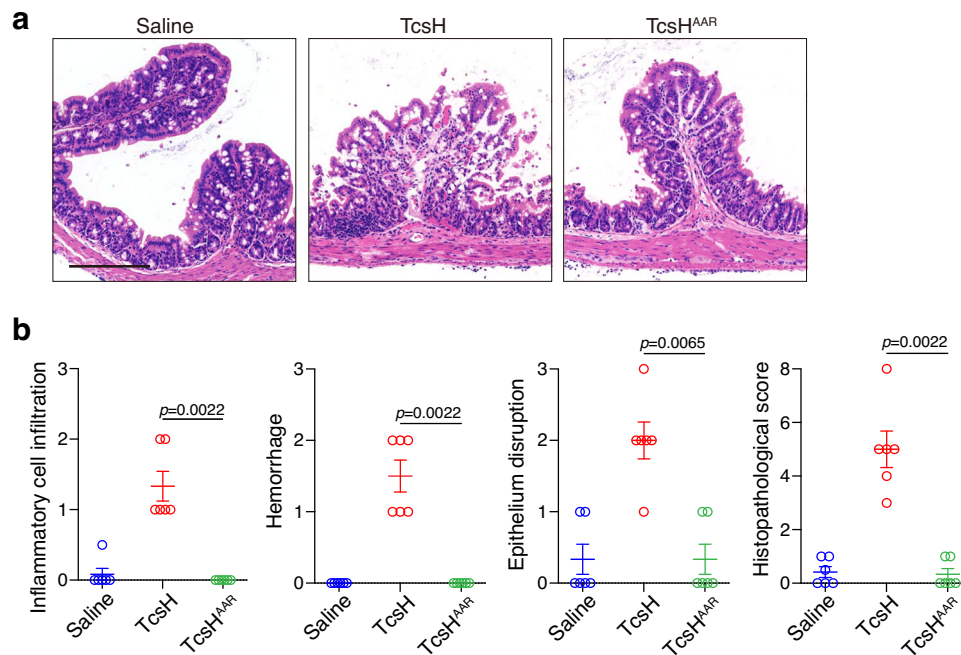 a
Saline
TcsH
TcsH^AAR
b
Inflammatory cell infiltration
3
2
1
0
p=0.0022
Saline
TcsH
TcsH^AAR
Hemorrhage
3
2
1
0
p=0.0022
Saline
TcsH
TcsH^AAR
Epithelium disruption
3
2
1
0
p=0.0065
Saline
TcsH
TcsH^AAR
Histopathological score
8
6
4
2
0
p=0.0022
Saline
TcsH
TcsH^AAR